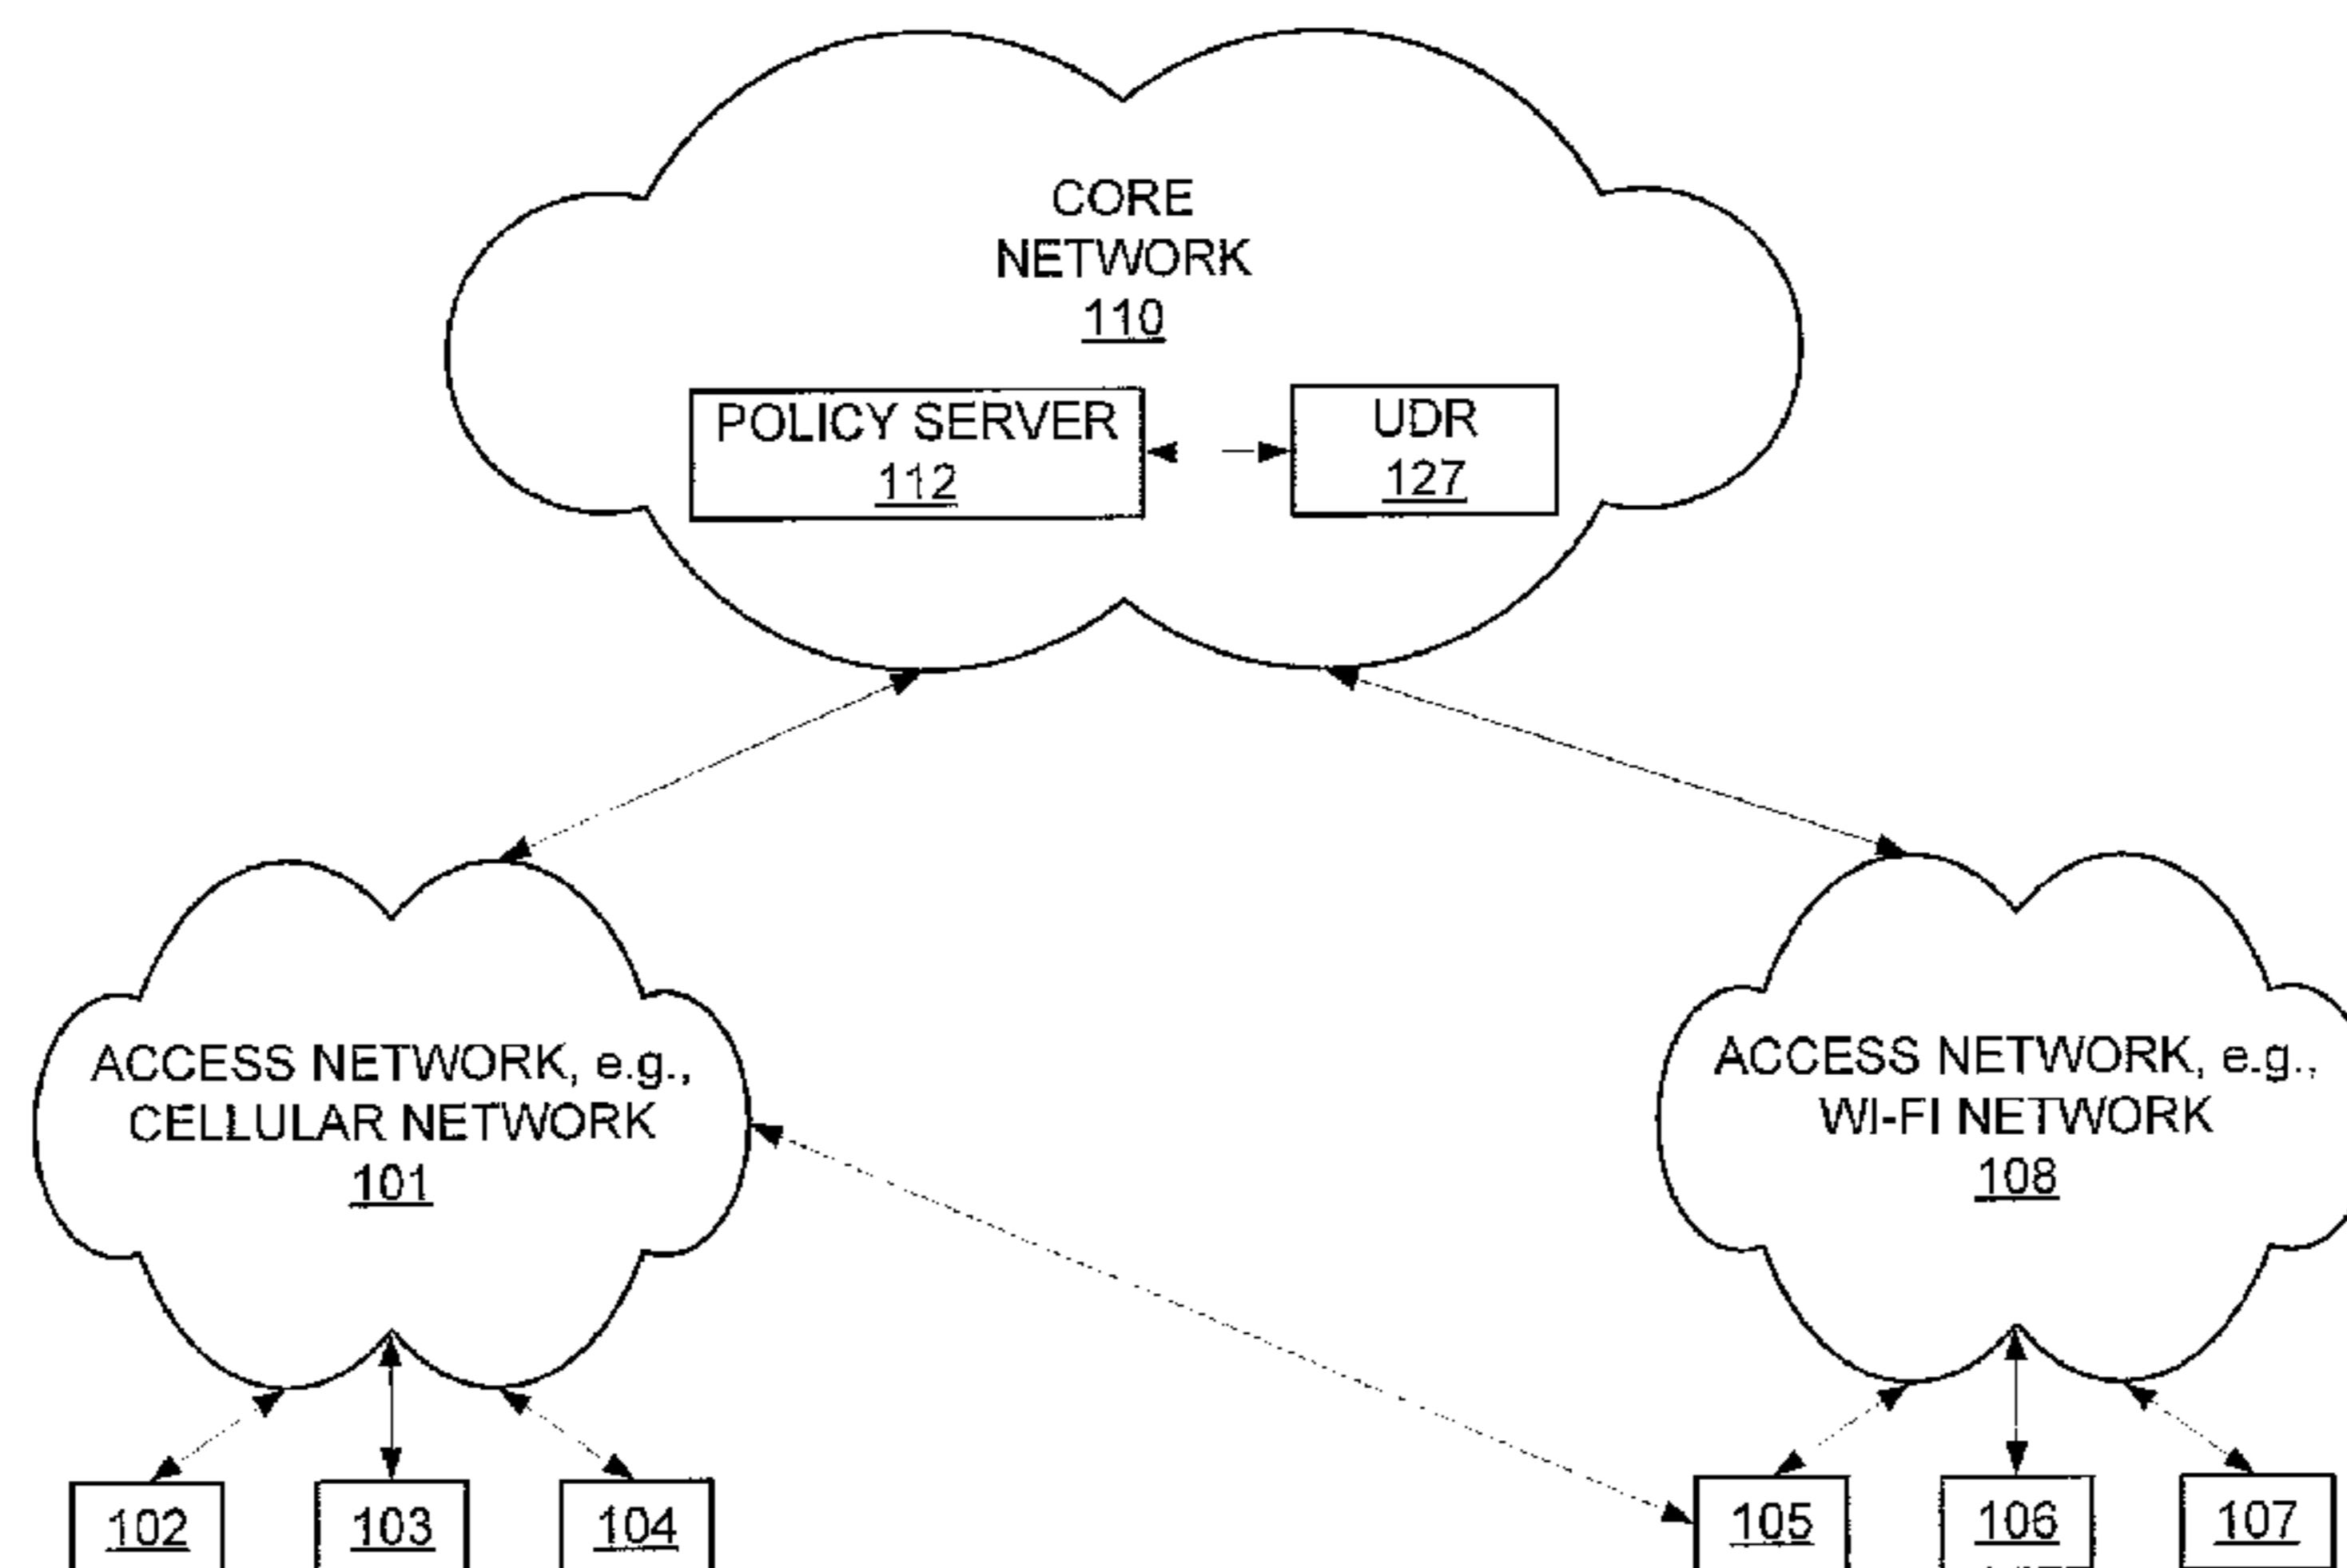 CORE
NETWORK
110
POLICY SERVER
112
UDR
127
ACCESS NETWORK, e.g.,
CELLULAR NETWORK
101
ACCESS NETWORK, e.g.,
WI-FI NETWORK
108
102
103
104
105
106
107